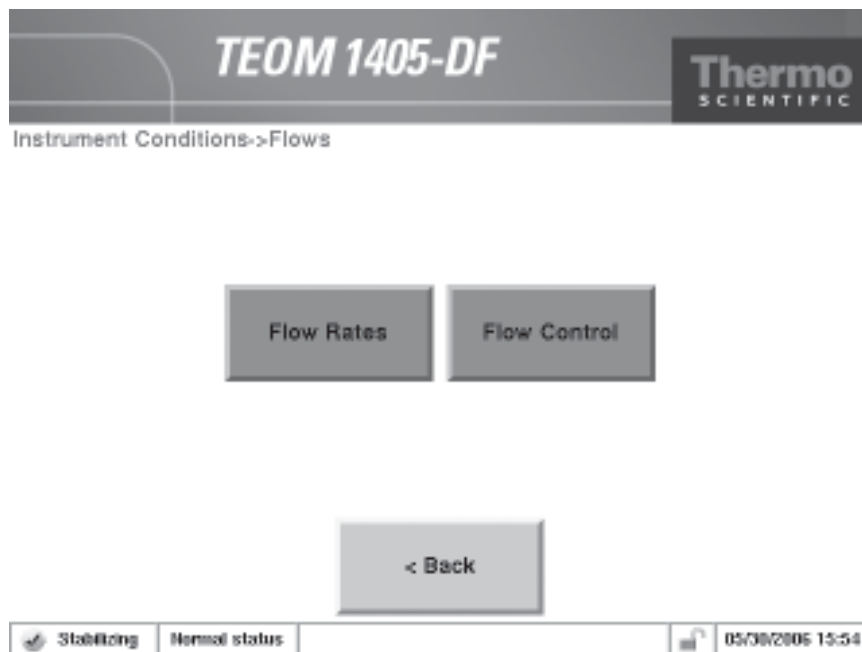 TEOM 1405-DF
Thermo
SCIENTIFIC
Instrument Conditions->Flows
Flow Rates
Flow Control
< Back
Stabilizing
Normal status
05/30/2006 15:54